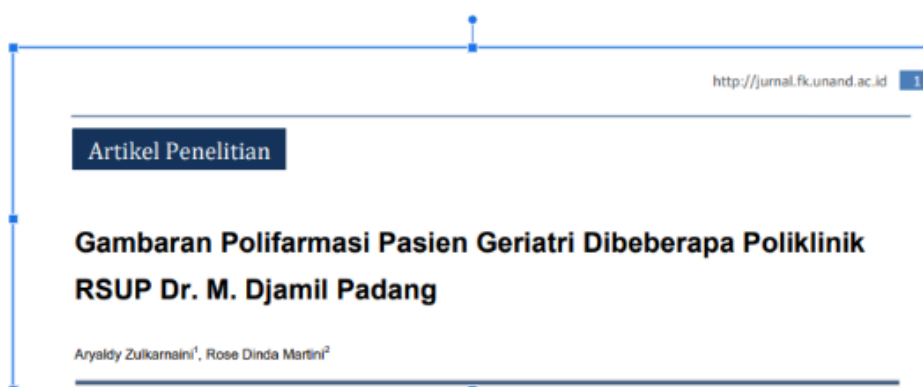 http://jurnal.fk.unand.ac.id 1
Artikel Penelitian
Gambaran Polifarmasi Pasien Geriatri Dibeberapa Poliklinik
RSUP Dr. M. Djamil Padang
Aryaldy Zulkarnaini¹, Rose Dinda Martini²